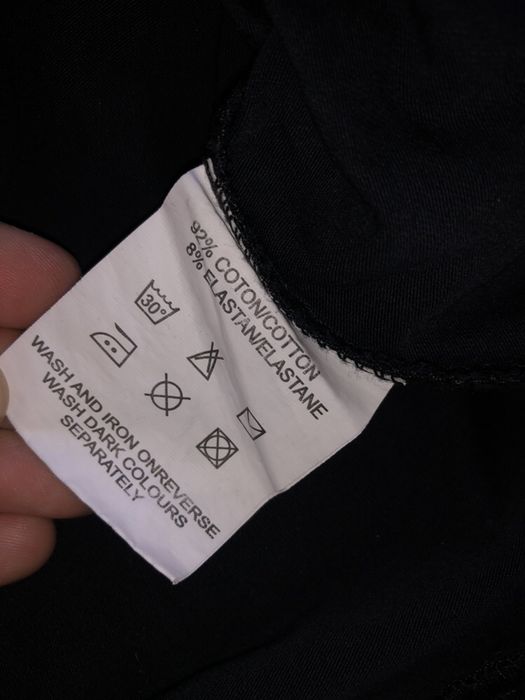 92% COTON/COTTON
8% ELASTAN/ELASTANE
30°
WASH AND IRON ONREVERSE
WASH DARK COLOURS
SEPARATELY